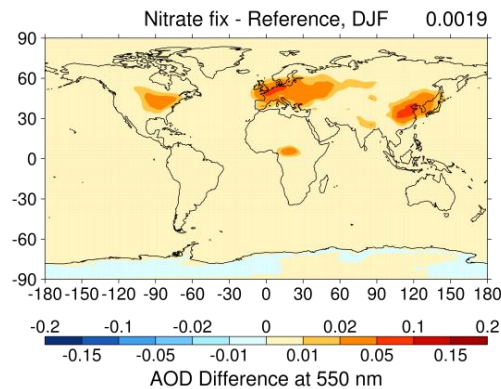 Nitrate fix - Reference, DJF 0.0019
90
60
30
0
-30
-60
-90
-180 -150 -120 -90 -60 -30 0 30 60 90 120 150 180
-0.2 -0.1 -0.02 0 0.02 0.1 0.2
-0.15 -0.05 -0.01 0.01 0.05 0.15
AOD Difference at 550 nm